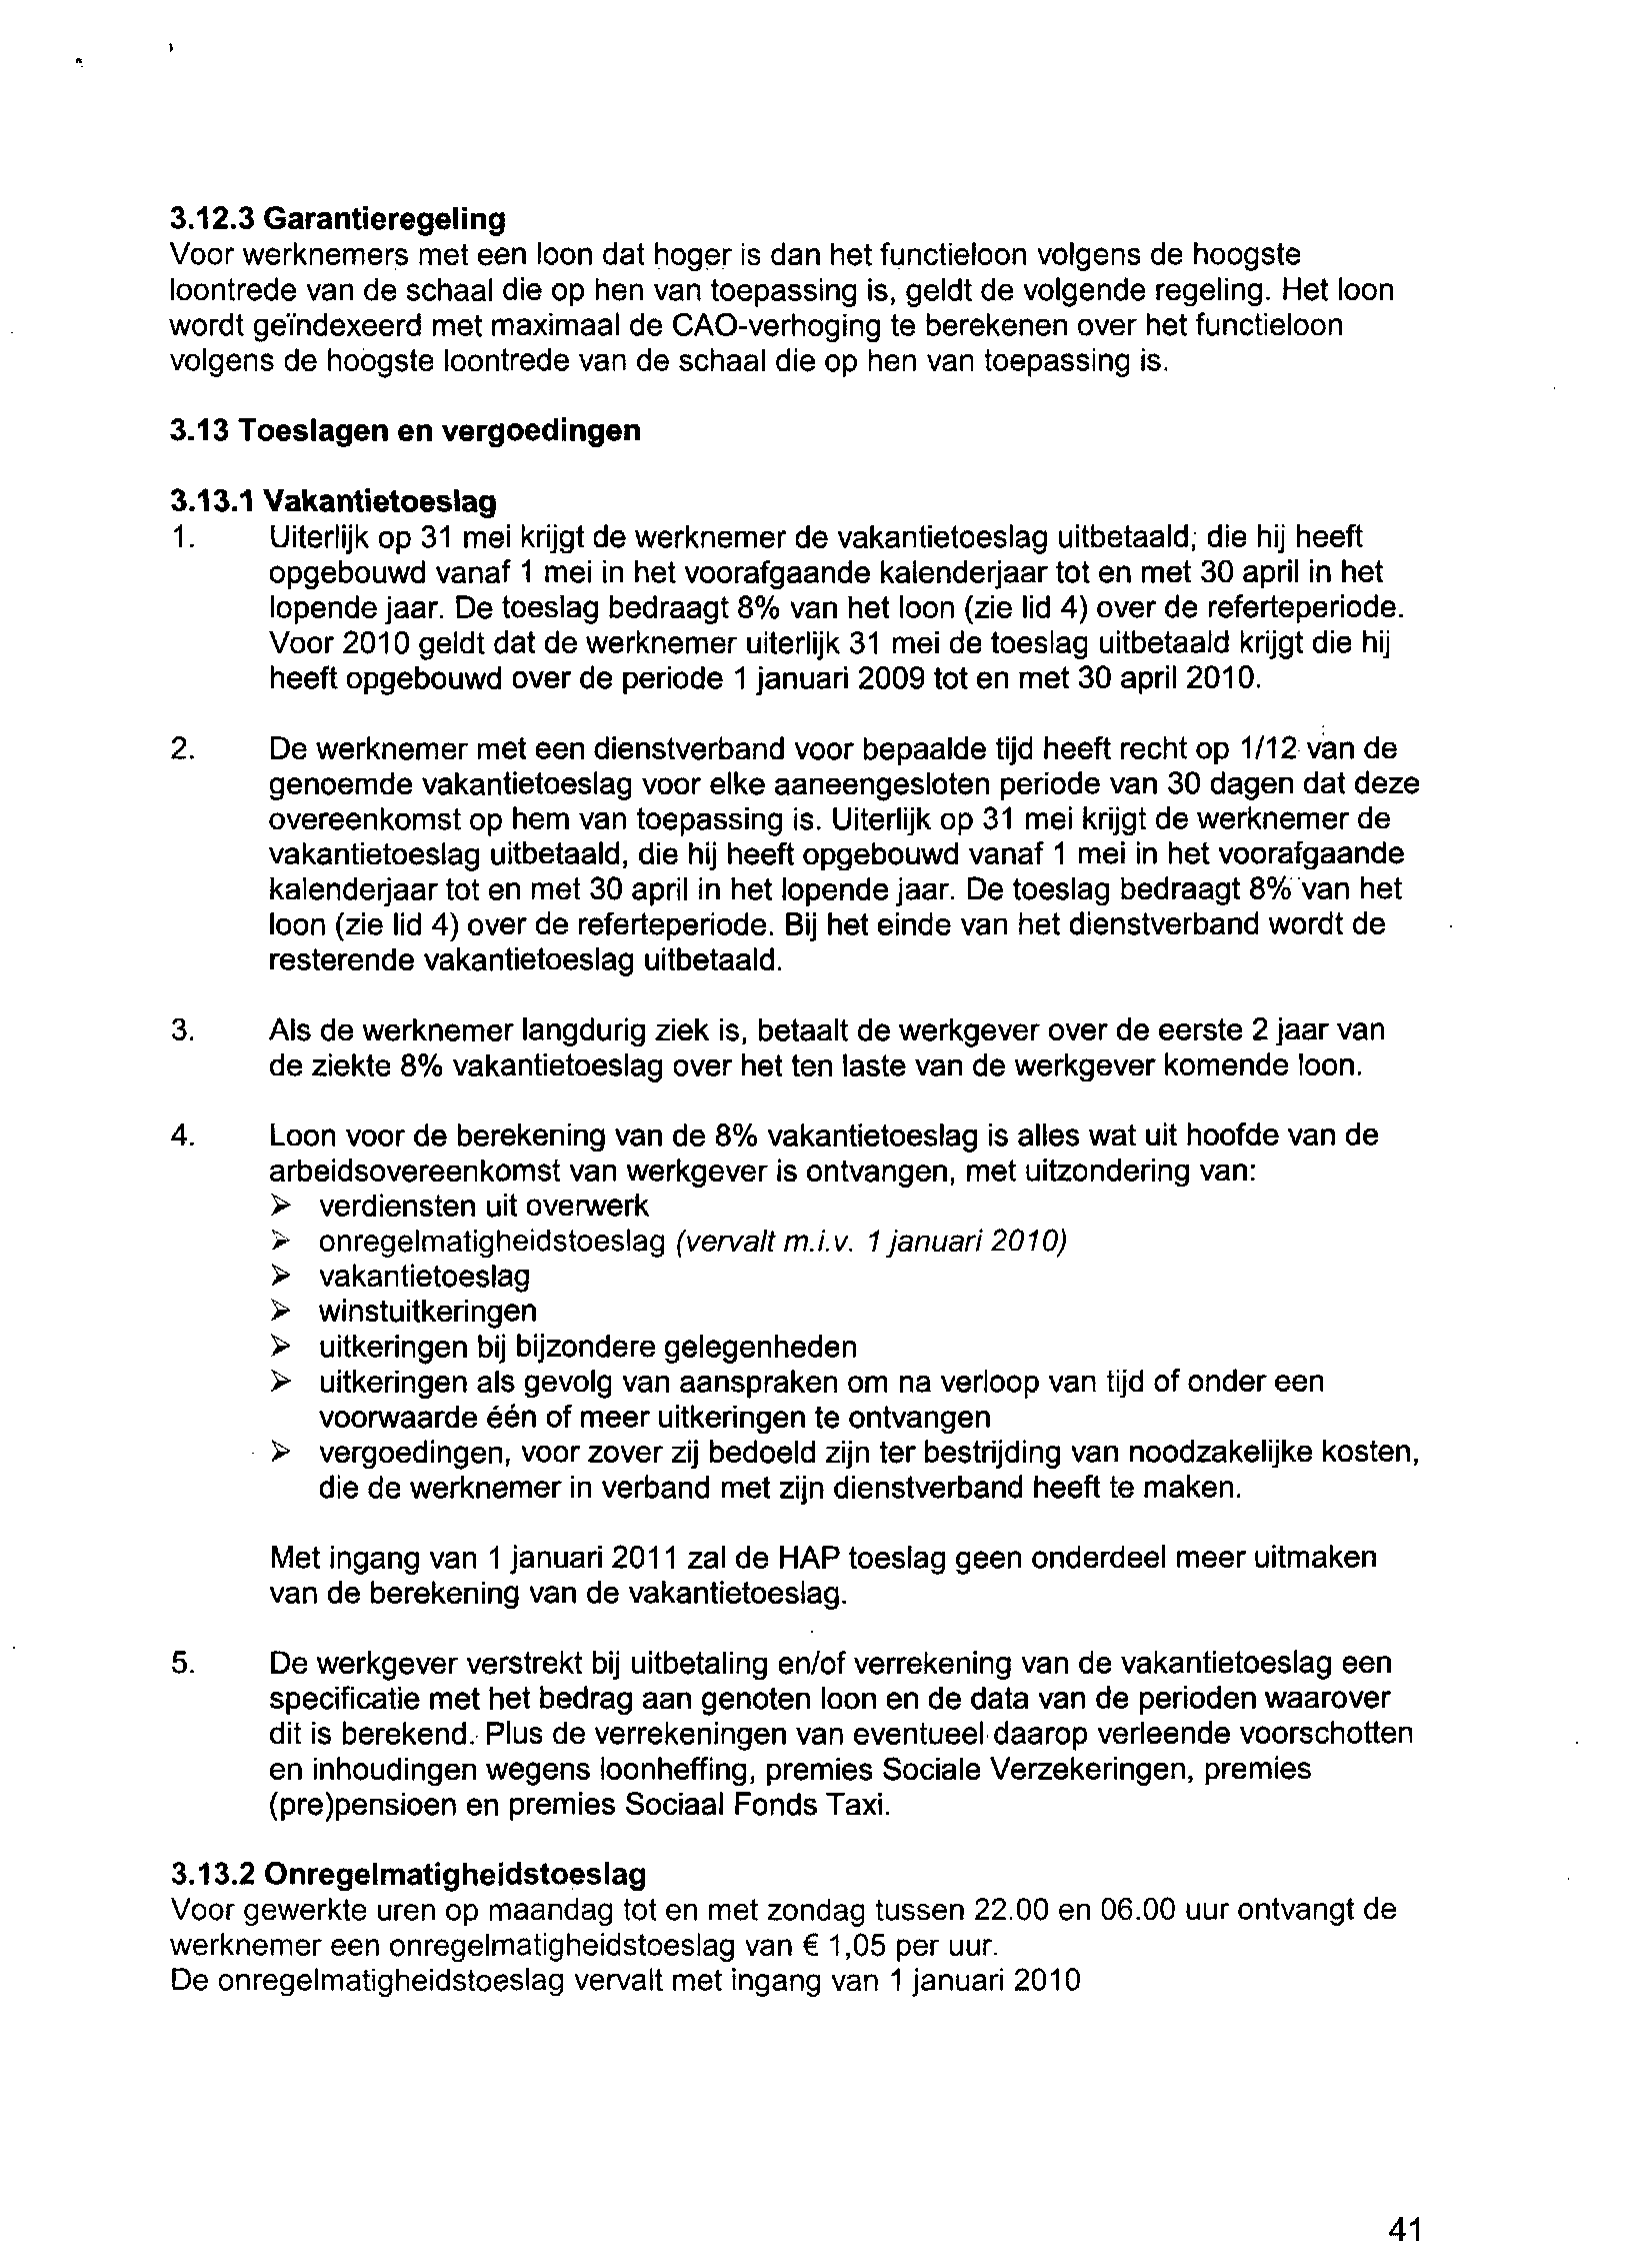 3.12.3 Garantieregeling
Voor werknemers met een loon dat hoger is dan het functieloon volgens de hoogste
loontrede van de schaal die op hen van toepassing is, geldt de volgende regeling. Het loon
wordt geïndexeerd met maximaal de CAO-verhoging te berekenen over het functieloon
volgens de hoogste loontrede van de schaal die op hen van toepassing is.
3.13 Toeslagen en vergoedingen
3.13.1 Vakantietoeslag
1. Uiterlijk op 31 mei krijgt de werknemer de vakantietoeslag uitbetaald, die hij heeft
opgebouwd vanaf 1 mei in het voorafgaande kalenderjaar tot en met 30 april in het
lopende jaar. De toeslag bedraagt 8% van het loon (zie lid 4) over de referteperiode.
Voor 2010 geldt dat de werknemer uiterlijk 31 mei de toeslag uitbetaald krijgt die hij
heeft opgebouwd over de periode 1 januari 2009 tot en met 30 april 2010.
2. De werknemer met een dienstverband voor bepaalde tijd heeft recht op 1/12 van de
genoemde vakantietoeslag voor elke aaneengesloten periode van 30 dagen dat deze
overeenkomst op hem van toepassing is. Uiterlijk op 31 mei krijgt de werknemer de
vakantietoeslag uitbetaald, die hij heeft opgebouwd vanaf 1 mei in het voorafgaande
kalenderjaar tot en met 30 april in het lopende jaar. De toeslag bedraagt 8% van het
loon (zie lid 4) over de referteperiode. Bij het einde van het dienstverband wordt de
resterende vakantietoeslag uitbetaald.
3. Als de werknemer langdurig ziek is, betaalt de werkgever over de eerste 2 jaar van
de ziekte 8% vakantietoeslag over het ten laste van de werkgever komende loon.
4. Loon voor de berekening van de 8% vakantietoeslag is alles wat uit hoofde van de
arbeidsovereenkomst van werkgever is ontvangen, met uitzondering van:
➢ verdiensten uit overwerk
➢ onregelmatigheidstoeslag (vervalt m.i.v. 1 januari 2010)
➢ vakantietoeslag
➢ winstuitkeringen
➢ uitkeringen bij bijzondere gelegenheden
➢ uitkeringen als gevolg van aanspraken om na verloop van tijd of onder een
voorwaarde één of meer uitkeringen te ontvangen
➢ vergoedingen, voor zover zij bedoeld zijn ter bestrijding van noodzakelijke kosten,
die de werknemer in verband met zijn dienstverband heeft te maken.
Met ingang van 1 januari 2011 zal de HAP toeslag geen onderdeel meer uitmaken
van de berekening van de vakantietoeslag.
5. De werkgever verstrekt bij uitbetaling en/of verrekening van de vakantietoeslag een
specificatie met het bedrag aan genoten loon en de data van de perioden waarover
dit is berekend. Plus de verrekeningen van eventueel daarop verleende voorschotten
en inhoudingen wegens loonheffing, premies Sociale Verzekeringen, premies
(pre)pensioen en premies Sociaal Fonds Taxi.
3.13.2 Onregelmatigheidstoeslag
Voor gewerkte uren op maandag tot en met zondag tussen 22.00 en 06.00 uur ontvangt de
werknemer een onregelmatigheidstoeslag van € 1,05 per uur.
De onregelmatigheidstoeslag vervalt met ingang van 1 januari 2010
41